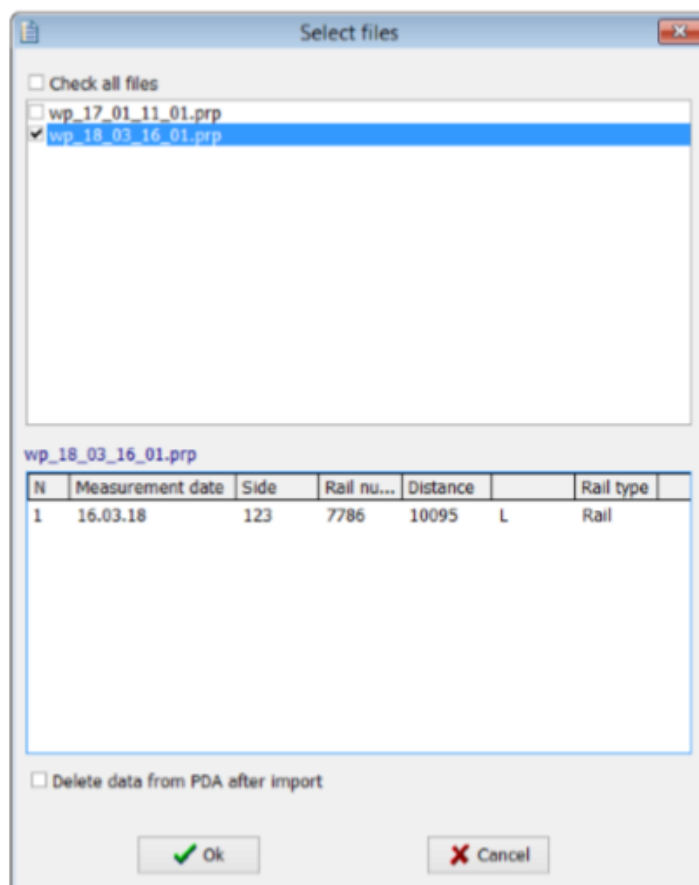 Select files
Check all files
wp_17_01_11_01.prp
wp_18_03_16_01.prp
wp_18_03_16_01.prp
N Measurement date Side Rail nu... Distance Rail type
1 16.03.18 123 7786 10095 L Rail
Delete data from PDA after import
Ok Cancel